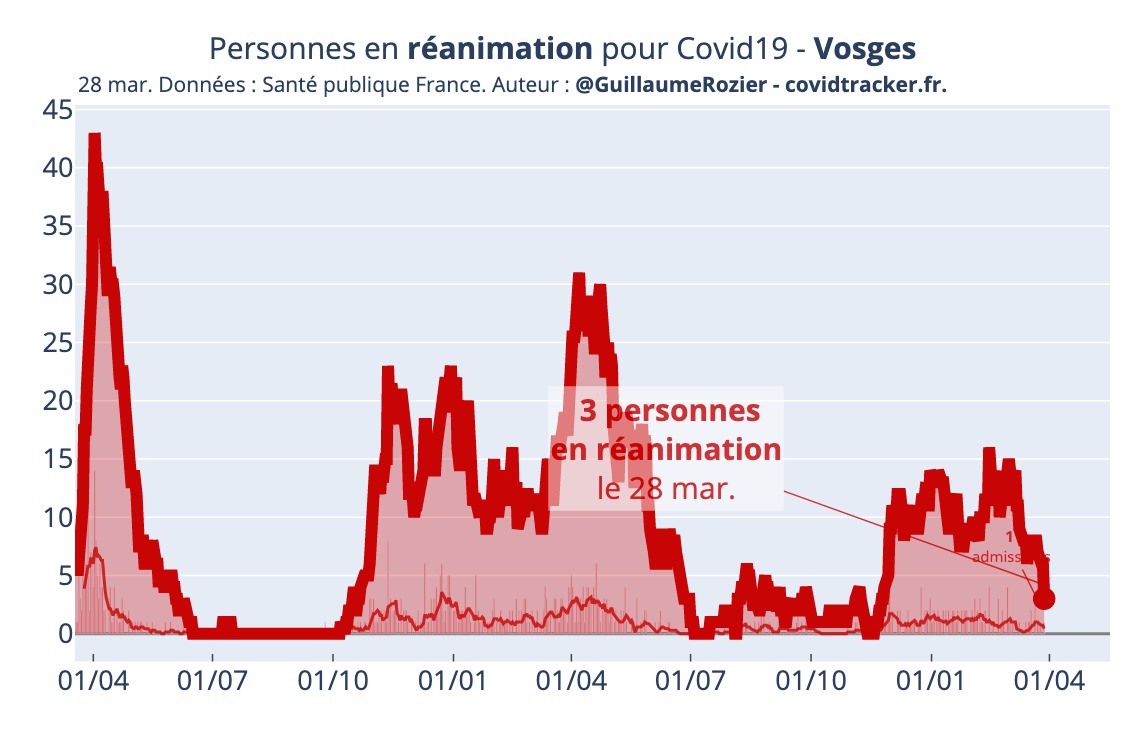 Personnes en réanimation pour Covid19 - Vosges
28 mar. Données : Santé publique France. Auteur : @GuillaumeRozier - covidtracker.fr.
45
40
35
30
25
20
15
10
5
0
3 personnes
en réanimation
le 28 mar.
1
01/04 01/07 01/10 01/01 01/04 01/07 01/10 01/01 01/04